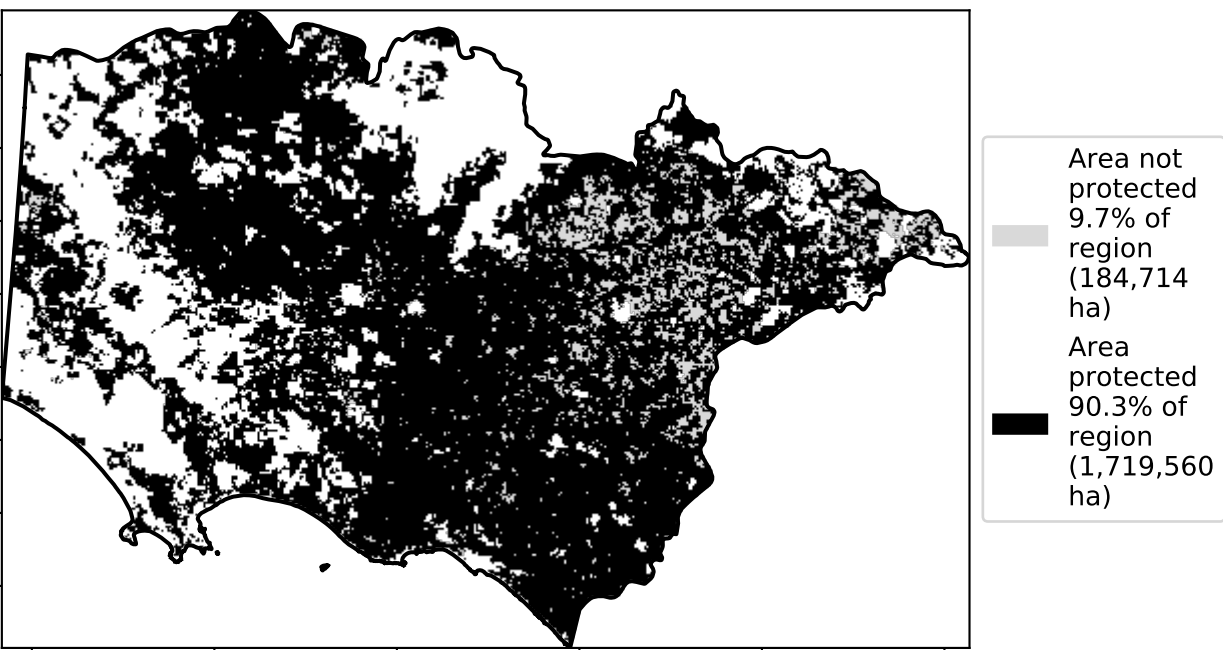 Area not
protected
9.7% of
region
(184,714
ha)
Area
protected
90.3% of
region
(1,719,560
ha)